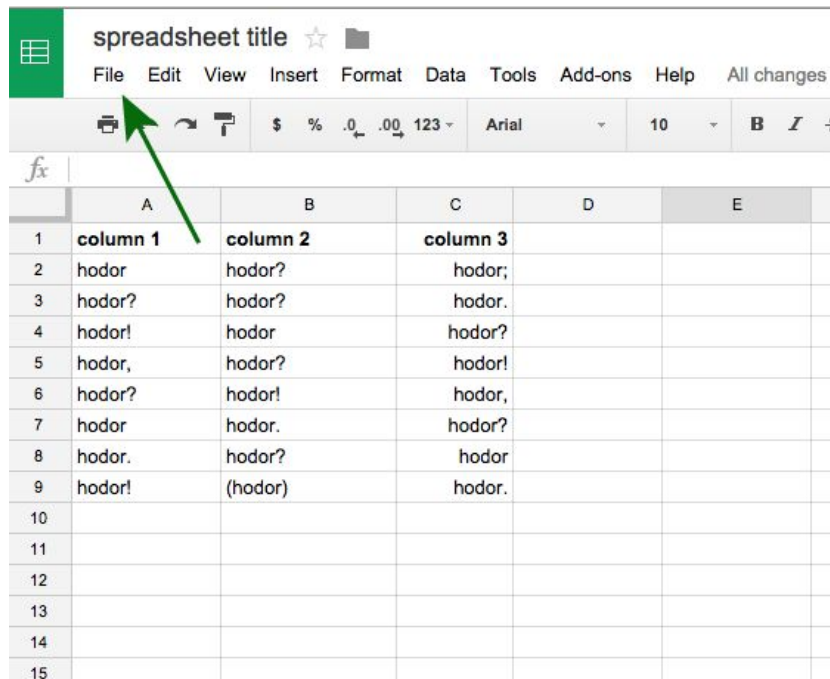 spreadsheet title
File Edit View Insert Format Data Tools Add-ons Help All changes
$ % .0 .00 123 Arial 10 B I
fx
A B C D E
1 column 1 column 2 column 3
2 hodor hodor? hodor;
3 hodor? hodor? hodor.
4 hodor! hodor hodor?
5 hodor, hodor? hodor!
6 hodor? hodor! hodor,
7 hodor hodor. hodor?
8 hodor. hodor? hodor
9 hodor! (hodor) hodor.
10
11
12
13
14
15